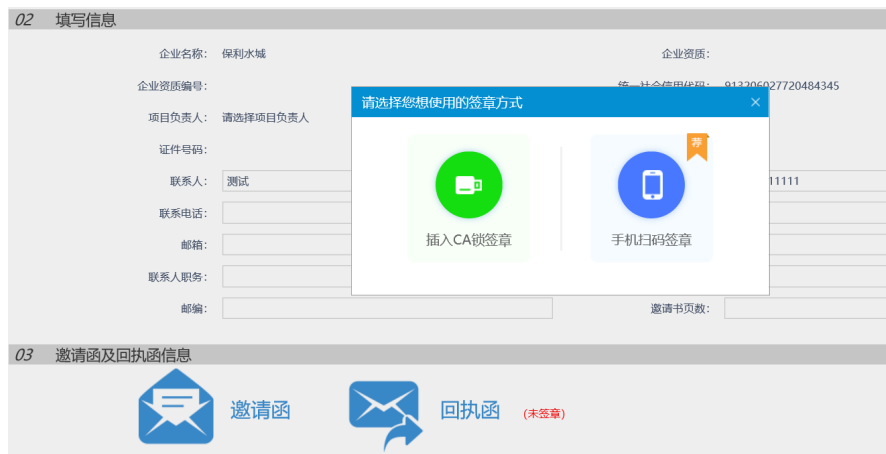 02 填写信息
企业名称: 保利水城 企业资质:
企业资质编号: 统一社会信用代码: 913206027720484345
请选择您想使用的签章方式
项目负责人: 请选择项目负责人
荐
证件号码:
联系人: 测试 11111
联系电话:
插入CA锁签章 手机扫码签章
邮箱:
联系人职务:
邮编: 邀请书页数:
03 邀请函及回执函信息
邀请函 回执函 (未签章)